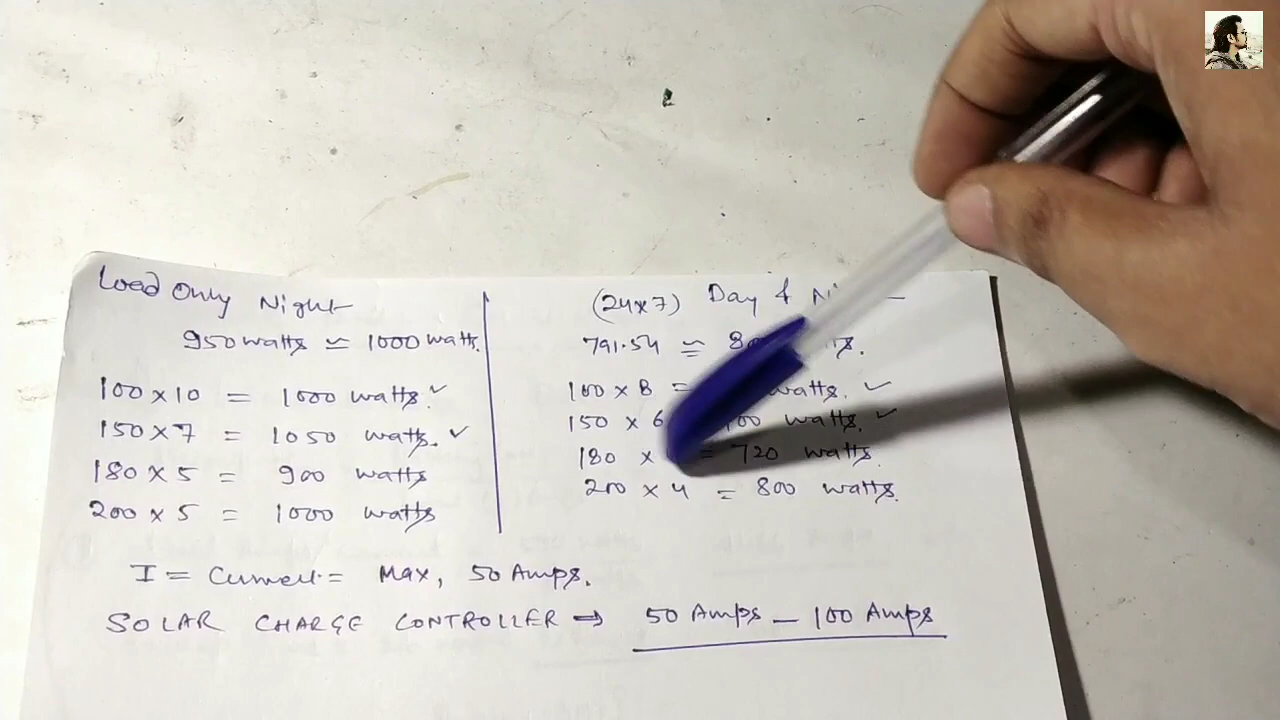 Load Only Night
950 watts ≃ 1000 watts.
100 x 10 = 1000 watts. ✓
150 x 7 = 1050 watts. ✓
180 x 5 = 900 watts
200 x 5 = 1000 watts
(24x7) Day &
791.54 ≃
100 x 8 = watts. ✓
150 x 6 watts. ✓
180 x = 720 watts.
200 x 4 = 800 watts.
I = Current = Max, 50 Amps.
SOLAR CHARGE CONTROLLER → 50 Amps – 100 Amps